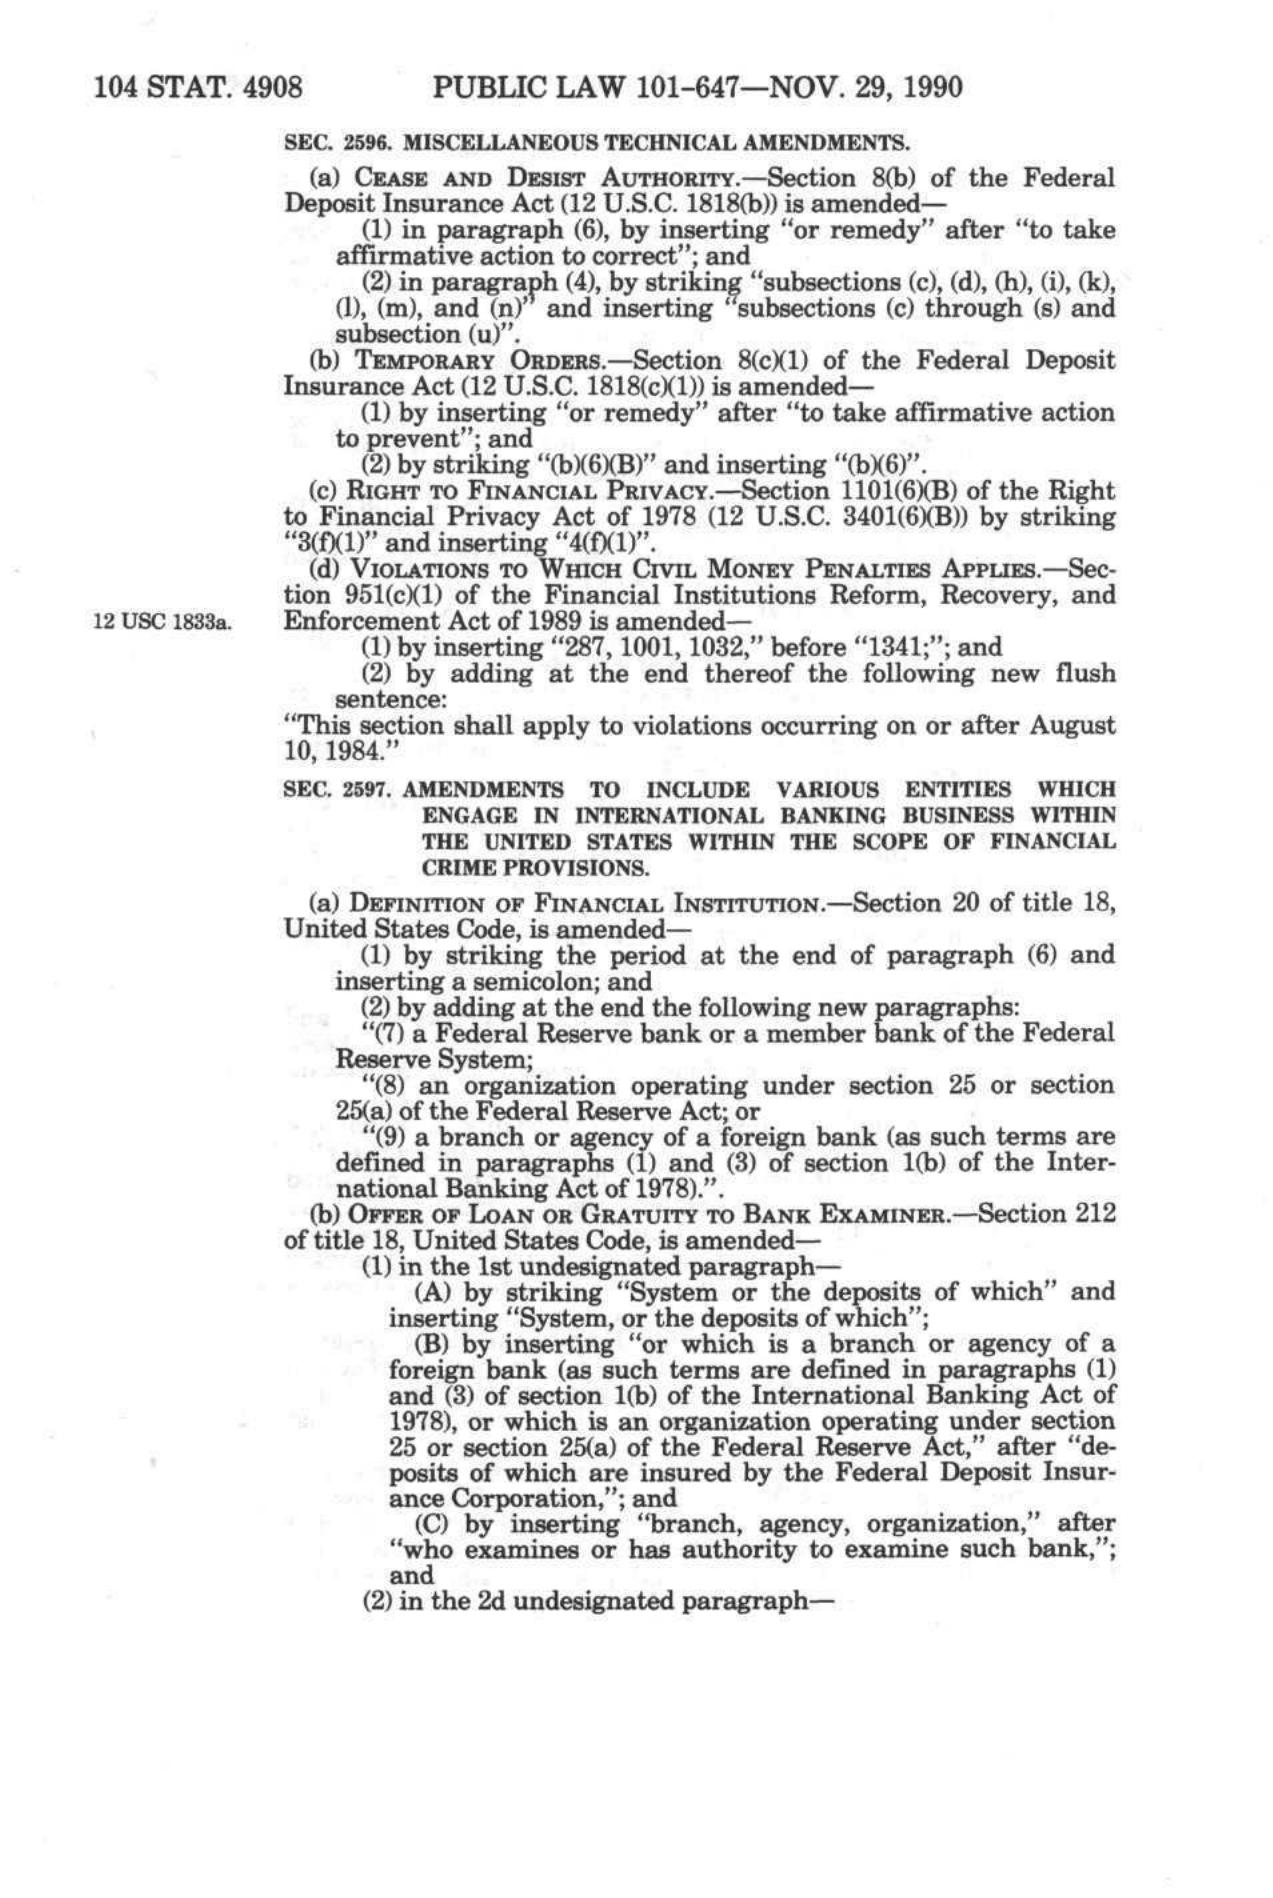 104 STAT. 4908 PUBLIC LAW 101-647—NOV. 29, 1990
SEC. 2596. MISCELLANEOUS TECHNICAL AMENDMENTS.
(a) CEASE AND DESIST AUTHORITY.—Section 8(b) of the Federal
Deposit Insurance Act (12 U.S.C. 1818(b)) is amended—
(1) in paragraph (6), by inserting “or remedy” after “to take
affirmative action to correct”; and
(2) in paragraph (4), by striking “subsections (c), (d), (h), (i), (k),
(l), (m), and (n)” and inserting “subsections (c) through (s) and
subsection (u)”.
(b) TEMPORARY ORDERS.—Section 8(c)(1) of the Federal Deposit
Insurance Act (12 U.S.C. 1818(c)(1)) is amended—
(1) by inserting “or remedy” after “to take affirmative action
to prevent”; and
(2) by striking “(b)(6)(B)” and inserting “(b)(6)”.
(c) RIGHT TO FINANCIAL PRIVACY.—Section 1101(6)(B) of the Right
to Financial Privacy Act of 1978 (12 U.S.C. 3401(6)(B)) by striking
“3(f)(1)” and inserting “4(f)(1)”.
(d) VIOLATIONS TO WHICH CIVIL MONEY PENALTIES APPLIES.—Sec-
tion 951(c)(1) of the Financial Institutions Reform, Recovery, and
12 USC 1833a. Enforcement Act of 1989 is amended—
(1) by inserting “287, 1001, 1032,” before “1341;”; and
(2) by adding at the end thereof the following new flush
sentence:
“This section shall apply to violations occurring on or after August
10, 1984.”
SEC. 2597. AMENDMENTS TO INCLUDE VARIOUS ENTITIES WHICH
ENGAGE IN INTERNATIONAL BANKING BUSINESS WITHIN
THE UNITED STATES WITHIN THE SCOPE OF FINANCIAL
CRIME PROVISIONS.
(a) DEFINITION OF FINANCIAL INSTITUTION.—Section 20 of title 18,
United States Code, is amended—
(1) by striking the period at the end of paragraph (6) and
inserting a semicolon; and
(2) by adding at the end the following new paragraphs:
“(7) a Federal Reserve bank or a member bank of the Federal
Reserve System;
“(8) an organization operating under section 25 or section
25(a) of the Federal Reserve Act; or
“(9) a branch or agency of a foreign bank (as such terms are
defined in paragraphs (1) and (3) of section 1(b) of the Inter-
national Banking Act of 1978).”.
(b) OFFER OF LOAN OR GRATUITY TO BANK EXAMINER.—Section 212
of title 18, United States Code, is amended—
(1) in the 1st undesignated paragraph—
(A) by striking “System or the deposits of which” and
inserting “System, or the deposits of which”;
(B) by inserting “or which is a branch or agency of a
foreign bank (as such terms are defined in paragraphs (1)
and (3) of section 1(b) of the International Banking Act of
1978), or which is an organization operating under section
25 or section 25(a) of the Federal Reserve Act,” after “de-
posits of which are insured by the Federal Deposit Insur-
ance Corporation,”; and
(C) by inserting “branch, agency, organization,” after
“who examines or has authority to examine such bank,”;
and
(2) in the 2d undesignated paragraph—